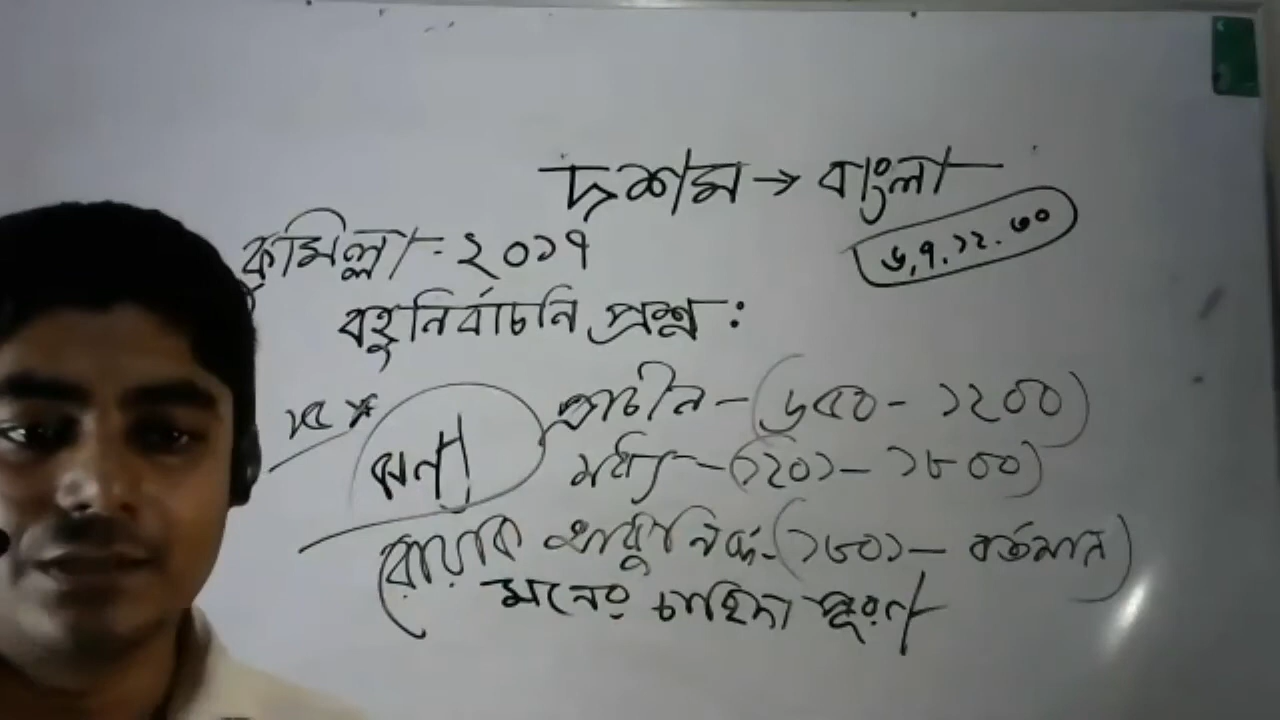 দশম → বাংলা
৬,৭,১২.৩০
কুমিল্লা - ২০১৭
বহুনির্বাচনি প্রশ্ন :
প্রাচীন - (৬৫০ - ১২০০)
মধ্য - (১২০১ - ১৮০০)
আধুনিক - (১৮০১ - বর্তমান)
মনের চাহিদা পূরণ